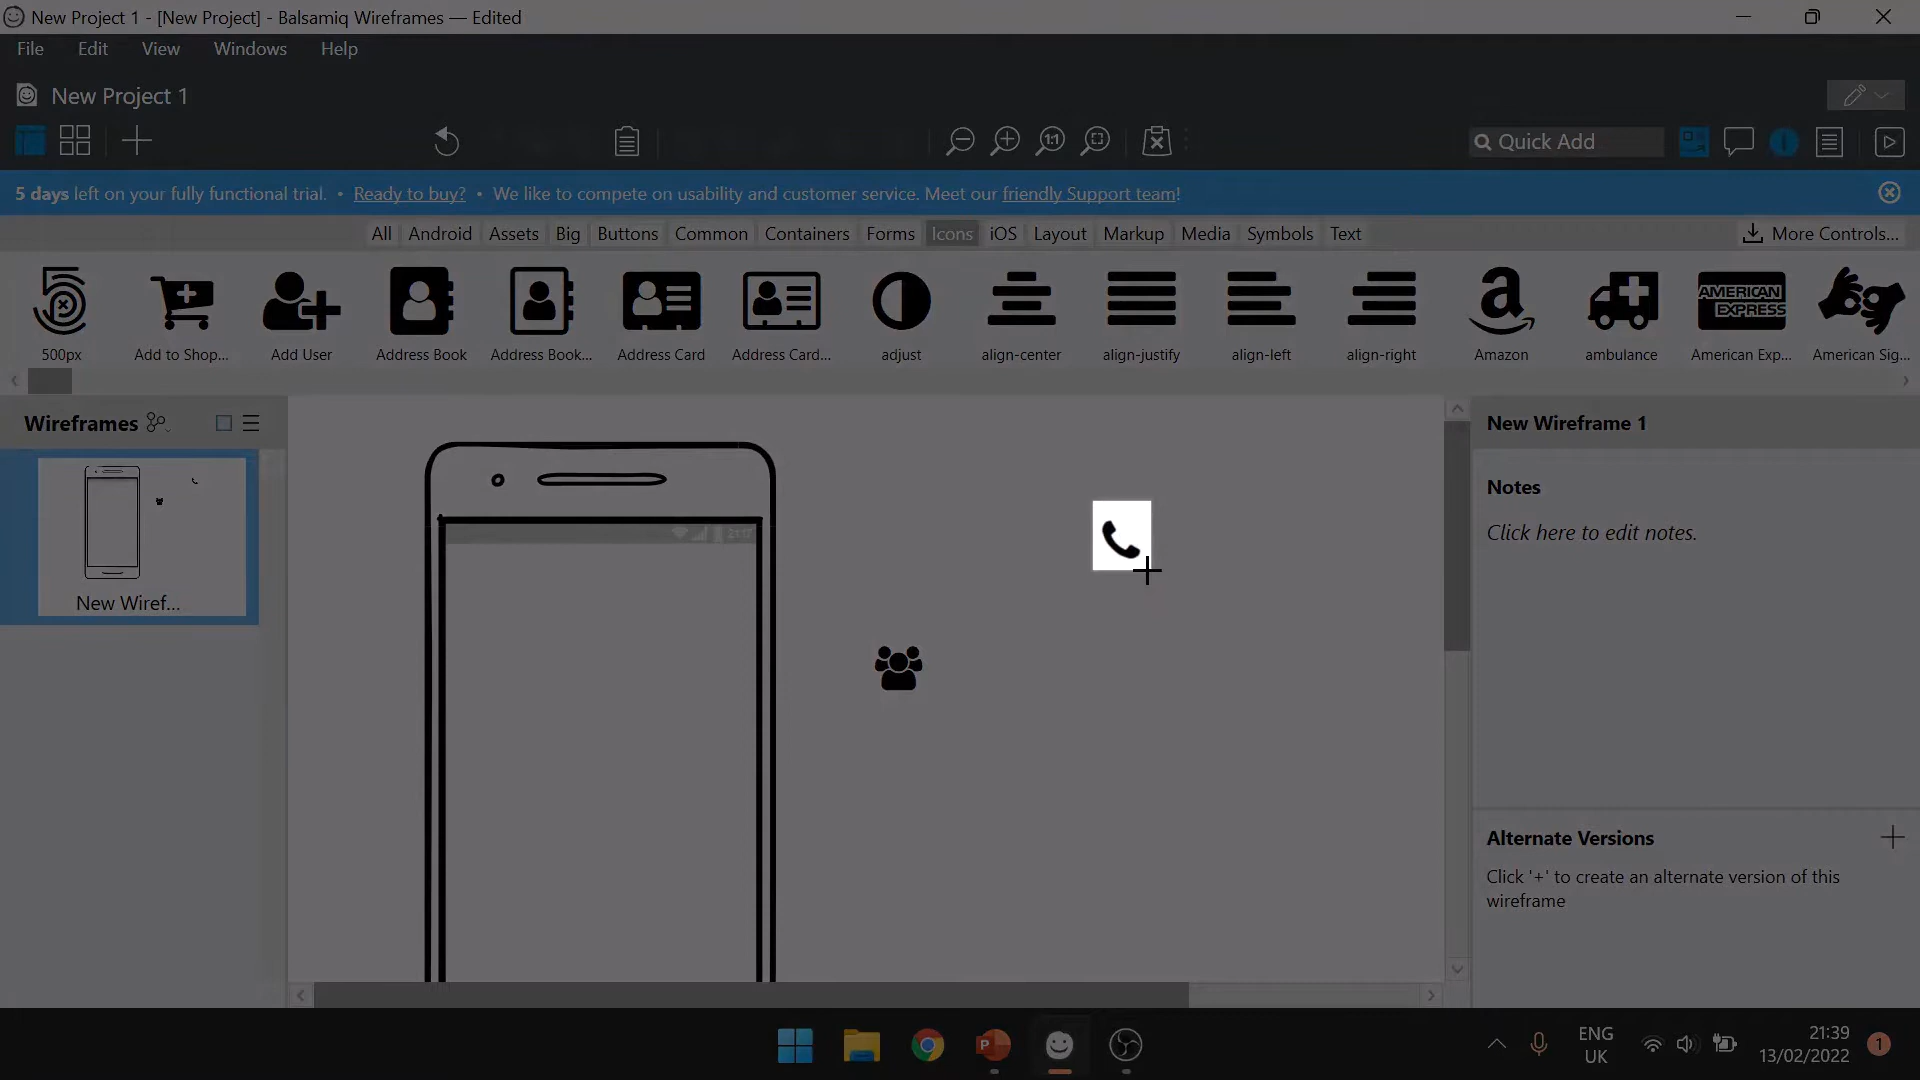 New Project 1 - [New Project] - Balsamiq Wireframes — Edited
File Edit View Windows Help
New Project 1
1:1
Quick Add
5 days left on your fully functional trial. • Ready to buy? • We like to compete on usability and customer service. Meet our friendly Support team!
All Android Assets Big Buttons Common Containers Forms Icons iOS Layout Markup Media Symbols Text More Controls...
AMERICAN EXPRESS
500px Add to Shop... Add User Address Book Address Book... Address Card Address Card... adjust align-center align-justify align-left align-right Amazon ambulance American Exp... American Sig...
Wireframes
New Wiref...
21:17
New Wireframe 1
Notes
Click here to edit notes.
Alternate Versions
Click '+' to create an alternate version of this
wireframe
ENG
UK
21:39
13/02/2022
1